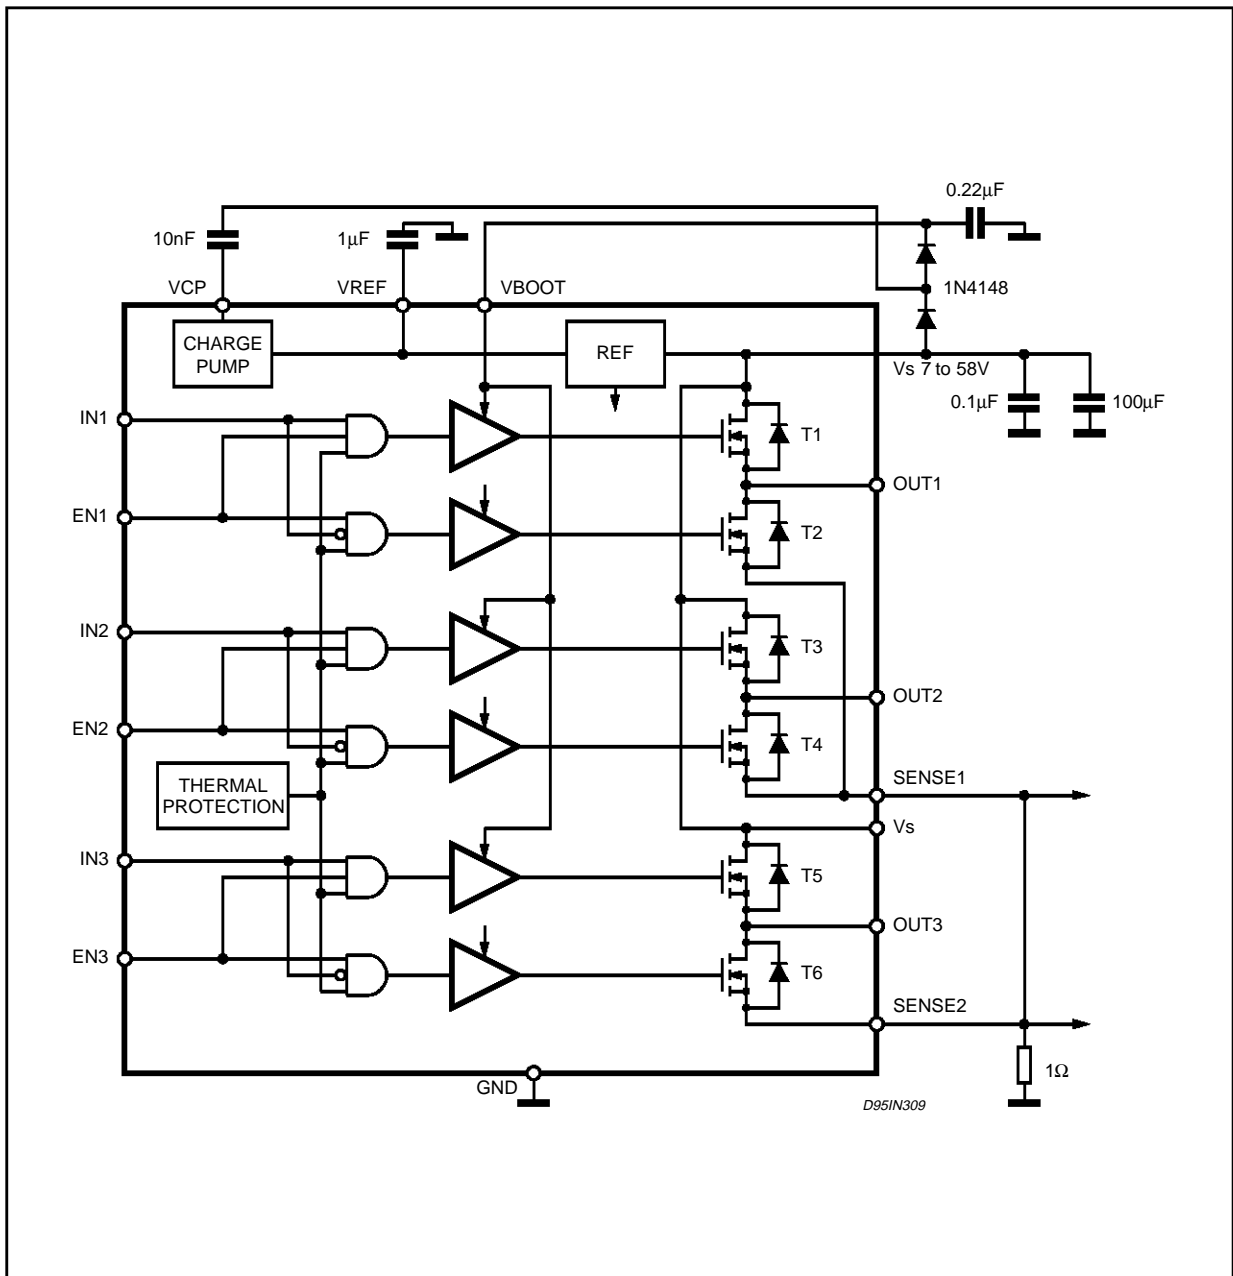 0.22µF
10nF
1µF
VCP
VREF
VBOOT
1N4148
CHARGE
PUMP
REF
Vs 7 to 58V
0.1µF
100µF
IN1
T1
OUT1
EN1
T2
IN2
T3
OUT2
EN2
T4
THERMAL
PROTECTION
SENSE1
Vs
IN3
T5
OUT3
EN3
T6
SENSE2
1Ω
GND
D95IN309